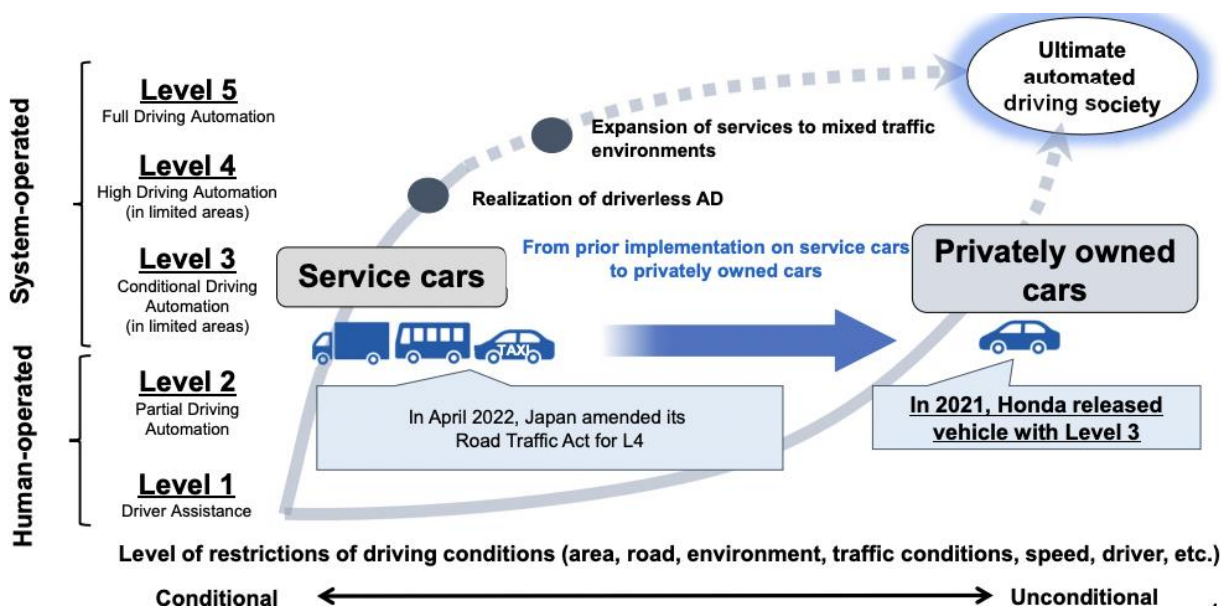 Ultimate
automated
driving society
System-operated
Human-operated
Level 5
Full Driving Automation
Level 4
High Driving Automation
(in limited areas)
Level 3
Conditional Driving
Automation
(in limited areas)
Level 2
Partial Driving
Automation
Level 1
Driver Assistance
Expansion of services to mixed traffic
environments
Realization of driverless AD
From prior implementation on service cars
to privately owned cars
Service cars
Privately owned
cars
TAXI
In April 2022, Japan amended its
Road Traffic Act for L4
In 2021, Honda released
vehicle with Level 3
Level of restrictions of driving conditions (area, road, environment, traffic conditions, speed, driver, etc.)
Conditional
Unconditional